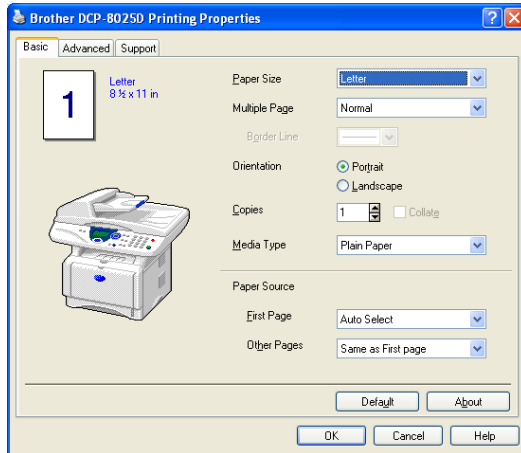 Brother DCP-8025D Printing Properties
Basic Advanced Support
1
Letter
8 ½ x 11 in
Paper Size Letter
Multiple Page Normal
Border Line
Orientation Portrait
Landscape
Copies 1 Collate
Media Type Plain Paper
Paper Source
First Page Auto Select
Other Pages Same as First page
Default About
OK Cancel Help